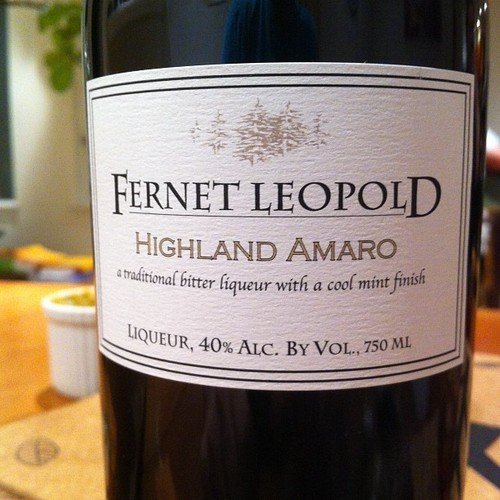 FERNET LEOPOLD
HIGHLAND AMARO
a traditional bitter liqueur with a cool mint finish
LIQUEUR, 40% ALC. BY VOL., 750 ML